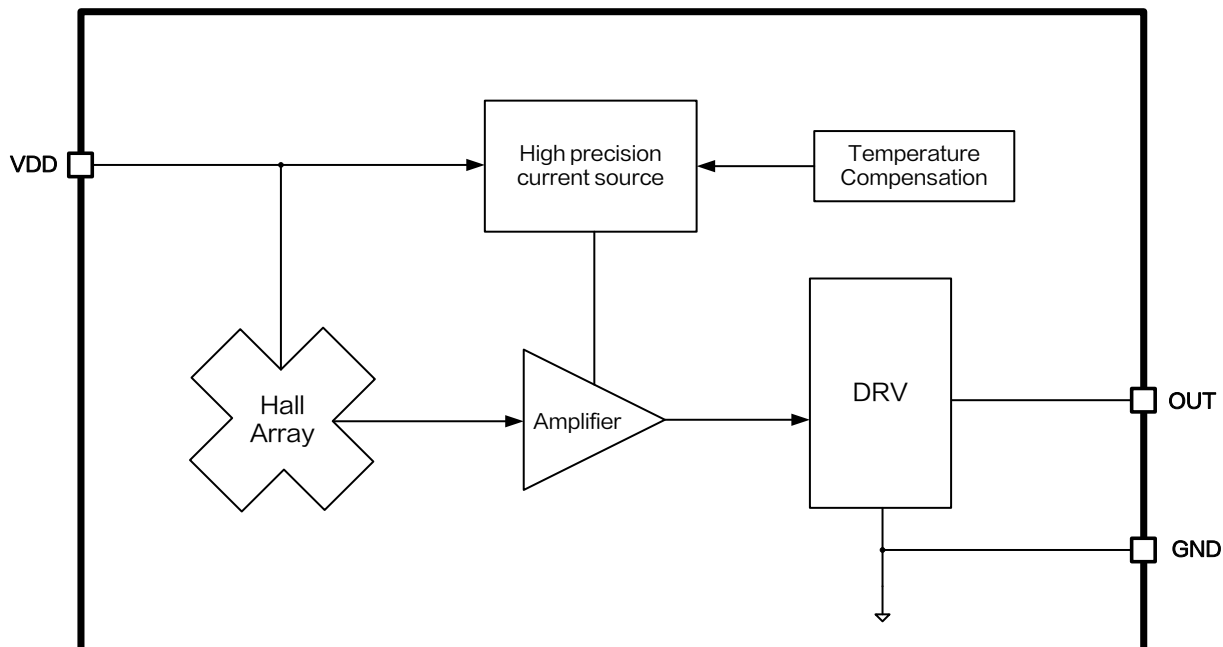 High precision
current source
Temperature
Compensation
VDD
Hall
Array
Amplifier
DRV
OUT
GND